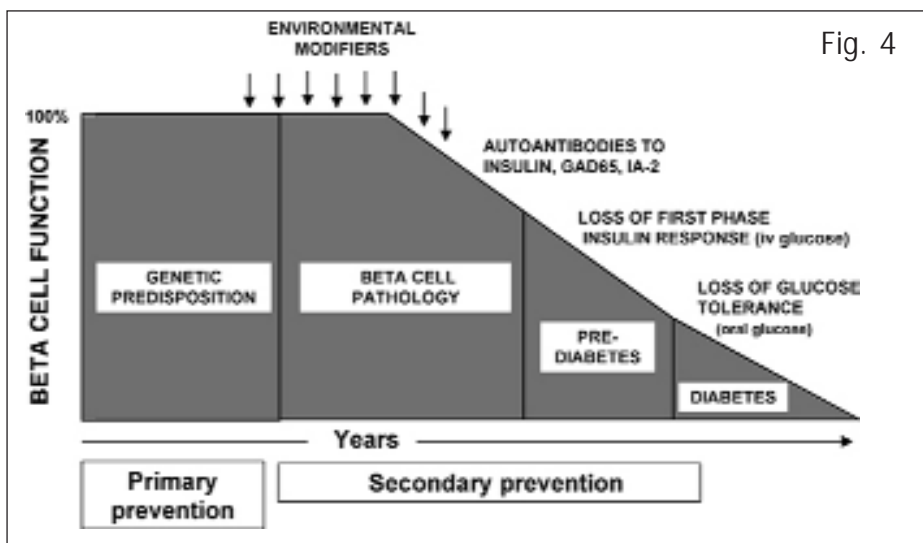 Fig. 4
ENVIRONMENTAL
MODIFIERS
100%
BETA CELL FUNCTION
AUTOANTIBODIES TO
INSULIN, GAD65, IA-2
LOSS OF FIRST PHASE
INSULIN RESPONSE (iv glucose)
LOSS OF GLUCOSE
TOLERANCE
(oral glucose)
GENETIC
PREDISPOSITION
BETA CELL
PATHOLOGY
PRE-
DIABETES
DIABETES
Years
Primary
prevention
Secondary prevention